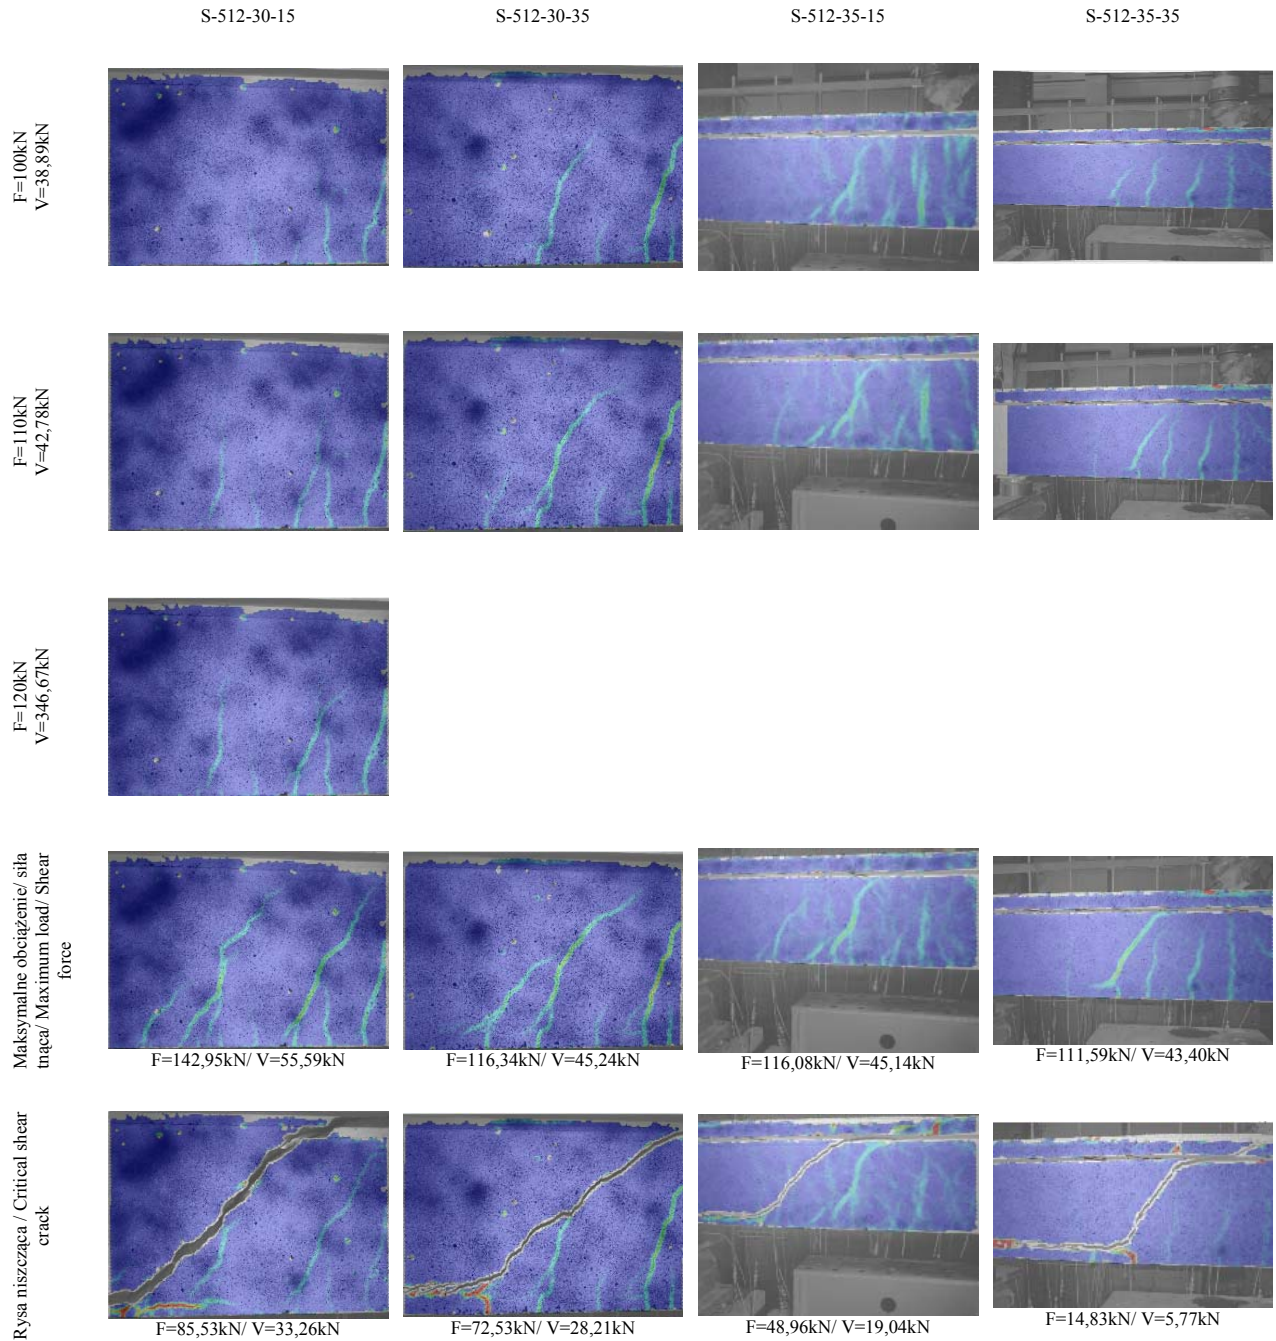 S-512-30-15
S-512-30-35
S-512-35-15
S-512-35-35
F=100kN
V=38,89kN
F=110kN
V=42,78kN
F=120kN
V=346,67kN
Maksymalne obciążenie/ siła
tnąca/ Maximum load/ Shear
force
F=142,95kN/ V=55,59kN
F=116,34kN/ V=45,24kN
F=116,08kN/ V=45,14kN
F=111,59kN/ V=43,40kN
Rysa niszcząca / Critical shear
crack
F=85,53kN/ V=33,26kN
F=72,53kN/ V=28,21kN
F=48,96kN/ V=19,04kN
F=14,83kN/ V=5,77kN